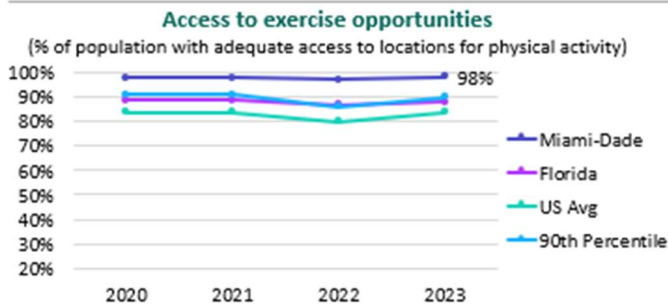 Access to exercise opportunities
(% of population with adequate access to locations for physical activity)
100%
90%
80%
70%
60%
50%
40%
30%
20%
98%
2020 2021 2022 2023
Miami-Dade
Florida
US Avg
90th Percentile